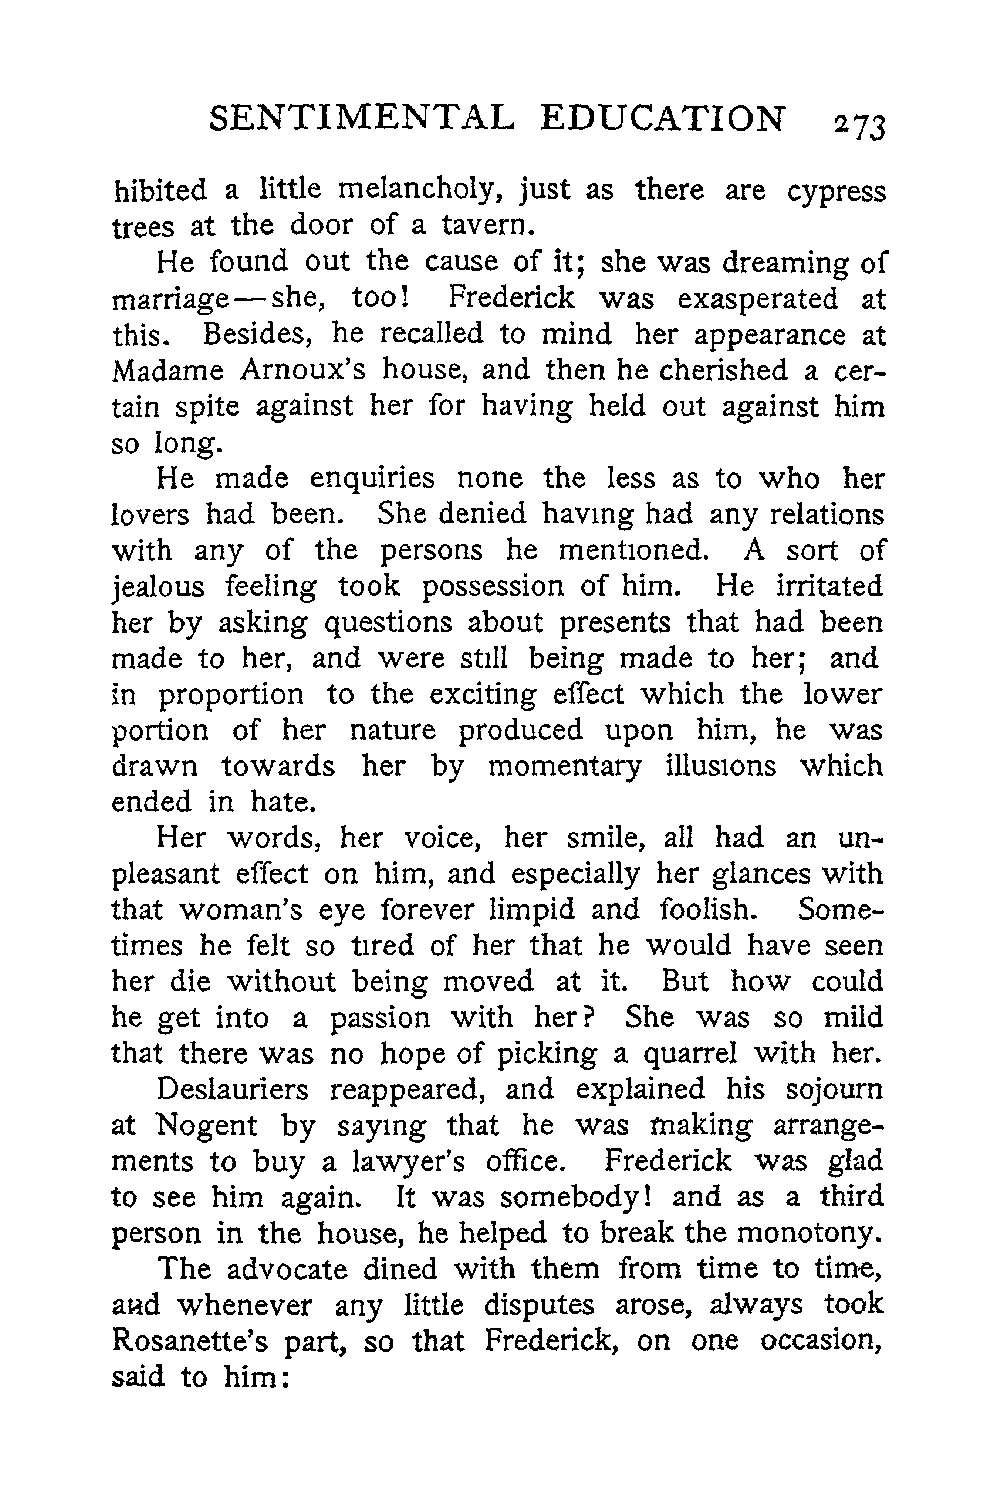 SENTIMENTAL EDUCATION 273
hibited a little melancholy, just as there are cypress
trees at the door of a tavern.
He found out the cause of it; she was dreaming of
marriage—she, too! Frederick was exasperated at
this. Besides, he recalled to mind her appearance at
Madame Arnoux's house, and then he cherished a cer-
tain spite against her for having held out against him
so long.
He made enquiries none the less as to who her
lovers had been. She denied having had any relations
with any of the persons he mentioned. A sort of
jealous feeling took possession of him. He irritated
her by asking questions about presents that had been
made to her, and were still being made to her; and
in proportion to the exciting effect which the lower
portion of her nature produced upon him, he was
drawn towards her by momentary illusions which
ended in hate.
Her words, her voice, her smile, all had an un-
pleasant effect on him, and especially her glances with
that woman's eye forever limpid and foolish. Some-
times he felt so tired of her that he would have seen
her die without being moved at it. But how could
he get into a passion with her? She was so mild
that there was no hope of picking a quarrel with her.
Deslauriers reappeared, and explained his sojourn
at Nogent by saying that he was making arrange-
ments to buy a lawyer's office. Frederick was glad
to see him again. It was somebody! and as a third
person in the house, he helped to break the monotony.
The advocate dined with them from time to time,
and whenever any little disputes arose, always took
Rosanette's part, so that Frederick, on one occasion,
said to him: